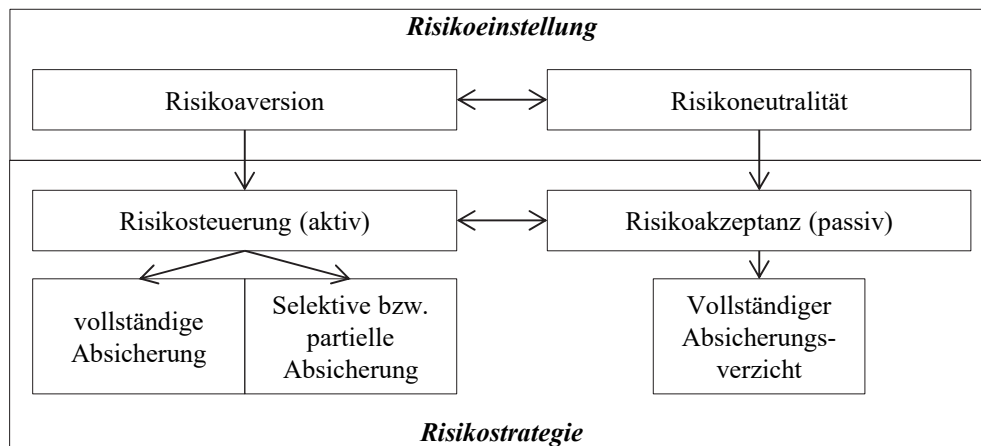 Risikoeinstellung
Risikoaversion
Risikoneutralität
Risikosteuerung (aktiv)
Risikoakzeptanz (passiv)
vollständige
Absicherung
Selektive bzw.
partielle
Absicherung
Vollständiger
Absicherungs-
verzicht
Risikostrategie